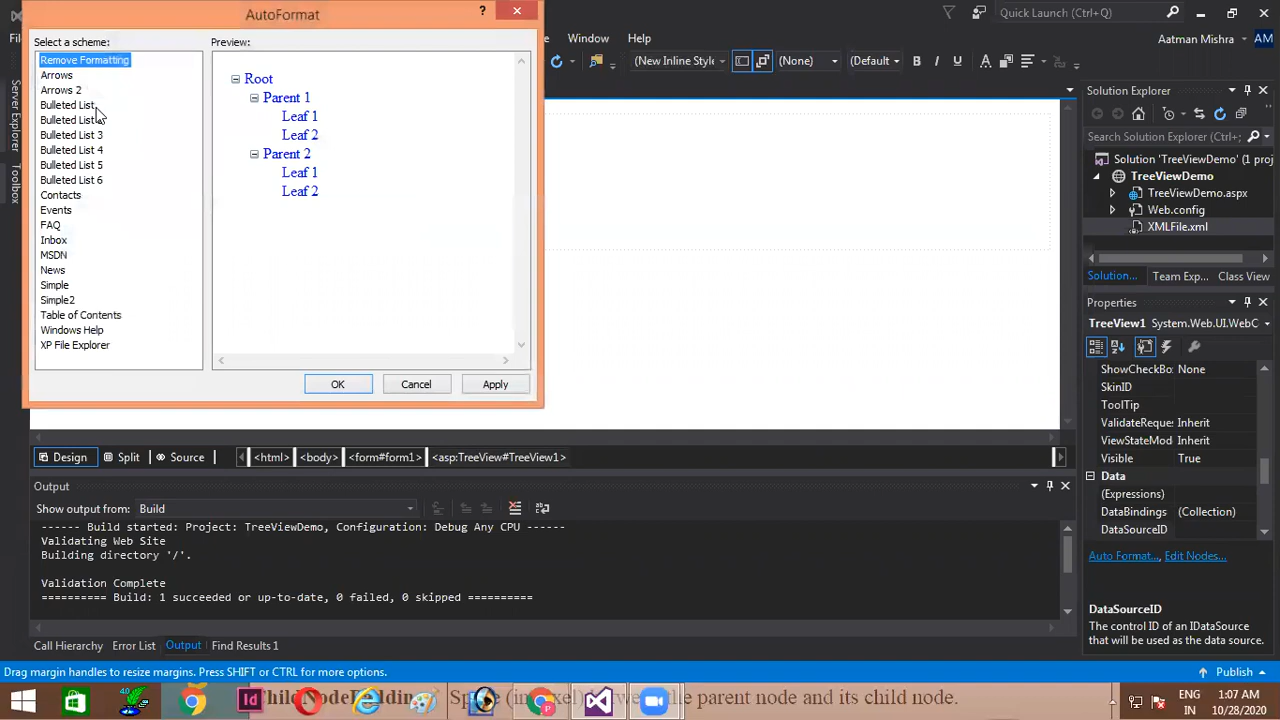 AutoFormat
?
Quick Launch (Ctrl+Q)
Select a scheme:
Preview:
Window
Help
Aatman Mishra
AM
Remove Formatting
Arrows
Arrows 2
Bulleted List
Bulleted List
Bulleted List 3
Bulleted List 4
Bulleted List 5
Bulleted List 6
Contacts
Events
FAQ
Inbox
MSDN
News
Simple
Simple2
Table of Contents
Windows Help
XP File Explorer
Root
Parent 1
Leaf 1
Leaf 2
Parent 2
Leaf 1
Leaf 2
OK
Cancel
Apply
(New Inline Style
(None)
(Default
B
I
U
A
Server Explorer
Toolbox
Solution Explorer
Search Solution Explorer (Ctrl+
Solution 'TreeViewDemo' (1 proj
TreeViewDemo
TreeViewDemo.aspx
Web.config
XMLFile.xml
Solution...
Team Exp...
Class View
Properties
TreeView1 System.Web.UI.WebC
ShowCheckBo None
SkinID
ToolTip
ValidateReque Inherit
ViewStateMod Inherit
Visible True
Data
(Expressions)
DataBindings (Collection)
DataSourceID
Auto Format..., Edit Nodes...
DataSourceID
The control ID of an IDataSource
that will be used as the data source.
Design
Split
Source
<html>
<body>
<form#form1>
<asp:TreeView#TreeView1>
Output
Show output from:
Build
------ Build started: Project: TreeViewDemo, Configuration: Debug Any CPU ------
Validating Web Site
Building directory '/'.
Validation Complete
========== Build: 1 succeeded or up-to-date, 0 failed, 0 skipped ==========
Call Hierarchy
Error List
Output
Find Results 1
Drag margin handles to resize margins. Press SHIFT or CTRL for more options.
Publish
the parent node and its child node.
ENG
IN
1:07 AM
10/28/2020